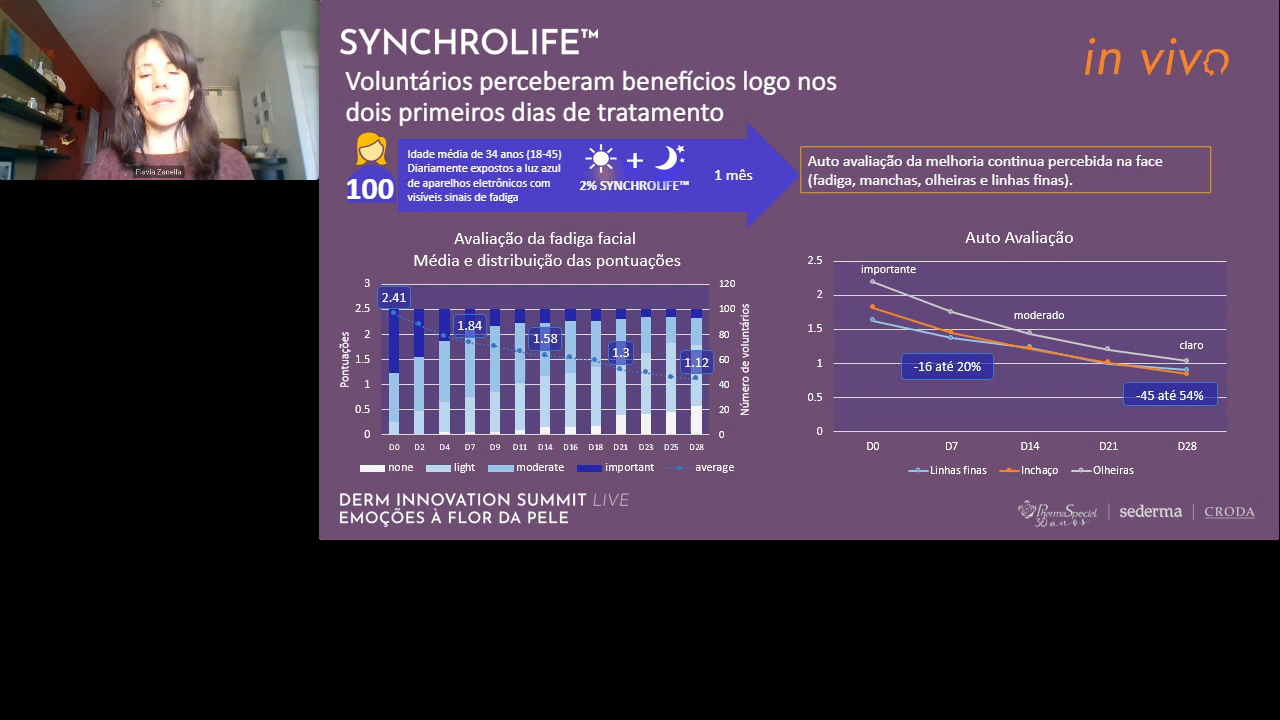 Flavia Zanella
SYNCHROLIFE™
in vivo
Voluntários perceberam benefícios logo nos
dois primeiros dias de tratamento
100
Idade média de 34 anos (18-45)
Diariamente expostos a luz azul
de aparelhos eletrônicos com
visíveis sinais de fadiga
+
2% SYNCHROLIFE™
1 mês
Auto avaliação da melhoria continua percebida na face
(fadiga, manchas, olheiras e linhas finas).
Avaliação da fadiga facial
Média e distribuição das pontuações
Pontuações
3
2.5
2
1.5
1
0.5
0
120
100
80
60
40
20
0
Número de voluntários
2.41
1.84
1.58
1.3
1.12
D0 D2 D4 D7 D9 D11 D14 D16 D18 D21 D23 D25 D28
none light moderate important average
Auto Avaliação
2.5
2
1.5
1
0.5
0
importante
moderado
claro
-16 até 20%
-45 até 54%
D0 D7 D14 D21 D28
Linhas finas Inchaço Olheiras
DERM INNOVATION SUMMIT LIVE
EMOÇÕES À FLOR DA PELE
PharmaSpecial
30 anos
sederma
CRODA